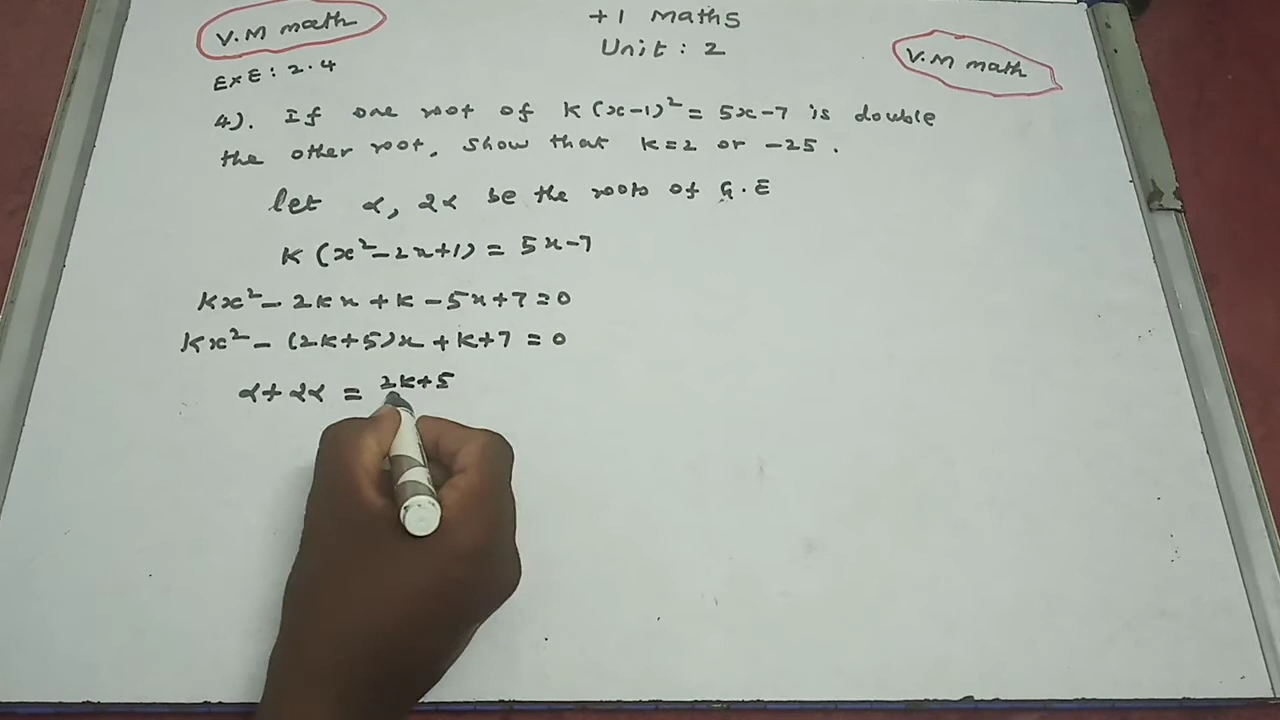 V.M math
+1 Maths
Unit : 2
V.M math
EXE : 2.4
4). If one root of K(x-1)² = 5x-7 is double
the other root, show that k=2 or -25.
let α, 2α be the roots of G.E
K(x²-2x+1) = 5x-7
Kx²-2kx+k-5x+7=0
Kx²-(2k+5)x+k+7=0
α+2α = 2k+5